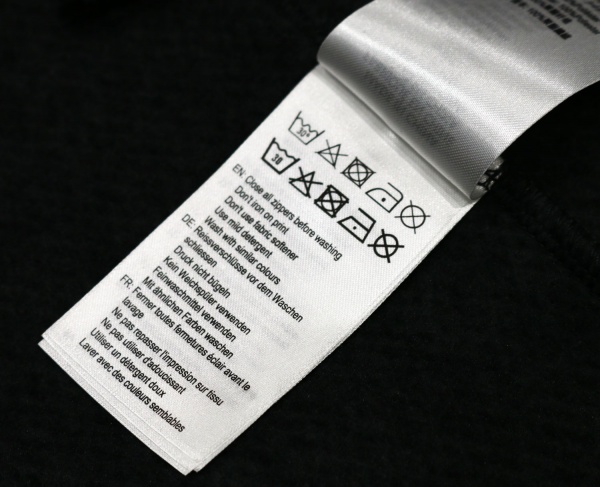 30°
30
EN: Close all zippers before washing
Don't iron on print
Don't use fabric softener
Use mild detergent
Wash with similar colours
DE: Reissverschlüsse vor dem Waschen
schliessen
Druck nicht bügeln
Kein Weichspüler verwenden
Feinwaschmittel verwenden
Mit ähnlichen Farben waschen
FR: Fermer toutes fermetures éclair avant le
lavage
Ne pas repasser l'impression sur tissu
Ne pas utiliser d'adoucissant
Utiliser un détergent doux
Laver avec des couleurs semblables